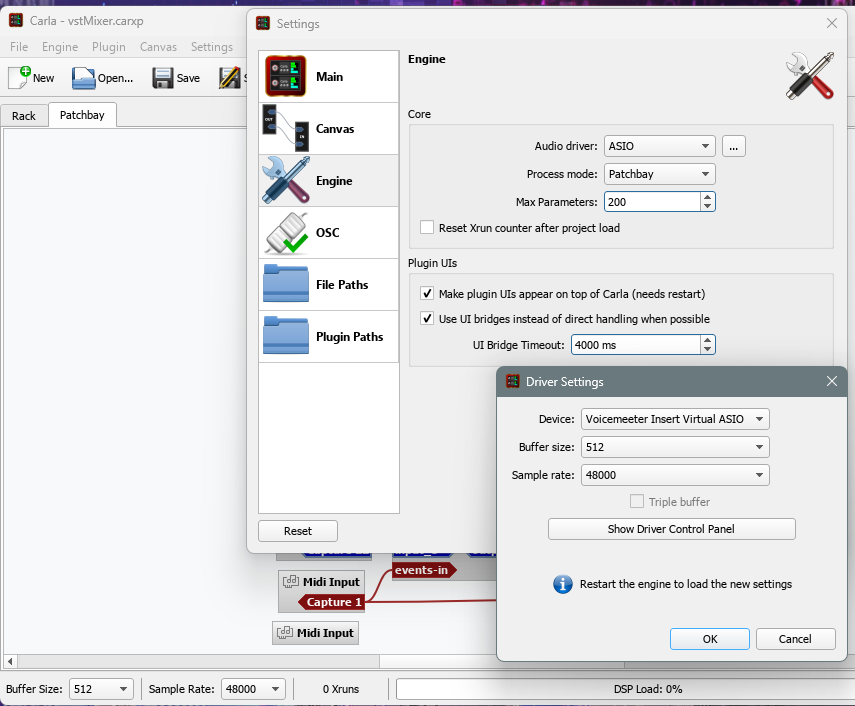 Carla - vstMixer.carxp
File Engine Plugin Canvas Settings
New Open... Save
Rack Patchbay
Settings
Main
Canvas
Engine
OSC
File Paths
Plugin Paths
Reset
Engine
Core
Audio driver: ASIO ...
Process mode: Patchbay
Max Parameters: 200
Reset Xrun counter after project load
Plugin UIs
Make plugin UIs appear on top of Carla (needs restart)
Use UI bridges instead of direct handling when possible
UI Bridge Timeout: 4000 ms
Driver Settings
Device: Voicemeeter Insert Virtual ASIO
Buffer size: 512
Sample rate: 48000
Triple buffer
Show Driver Control Panel
Restart the engine to load the new settings
OK Cancel
events-in
Midi Input
Capture 1
Midi Input
Buffer Size: 512 Sample Rate: 48000 0 Xruns DSP Load: 0%